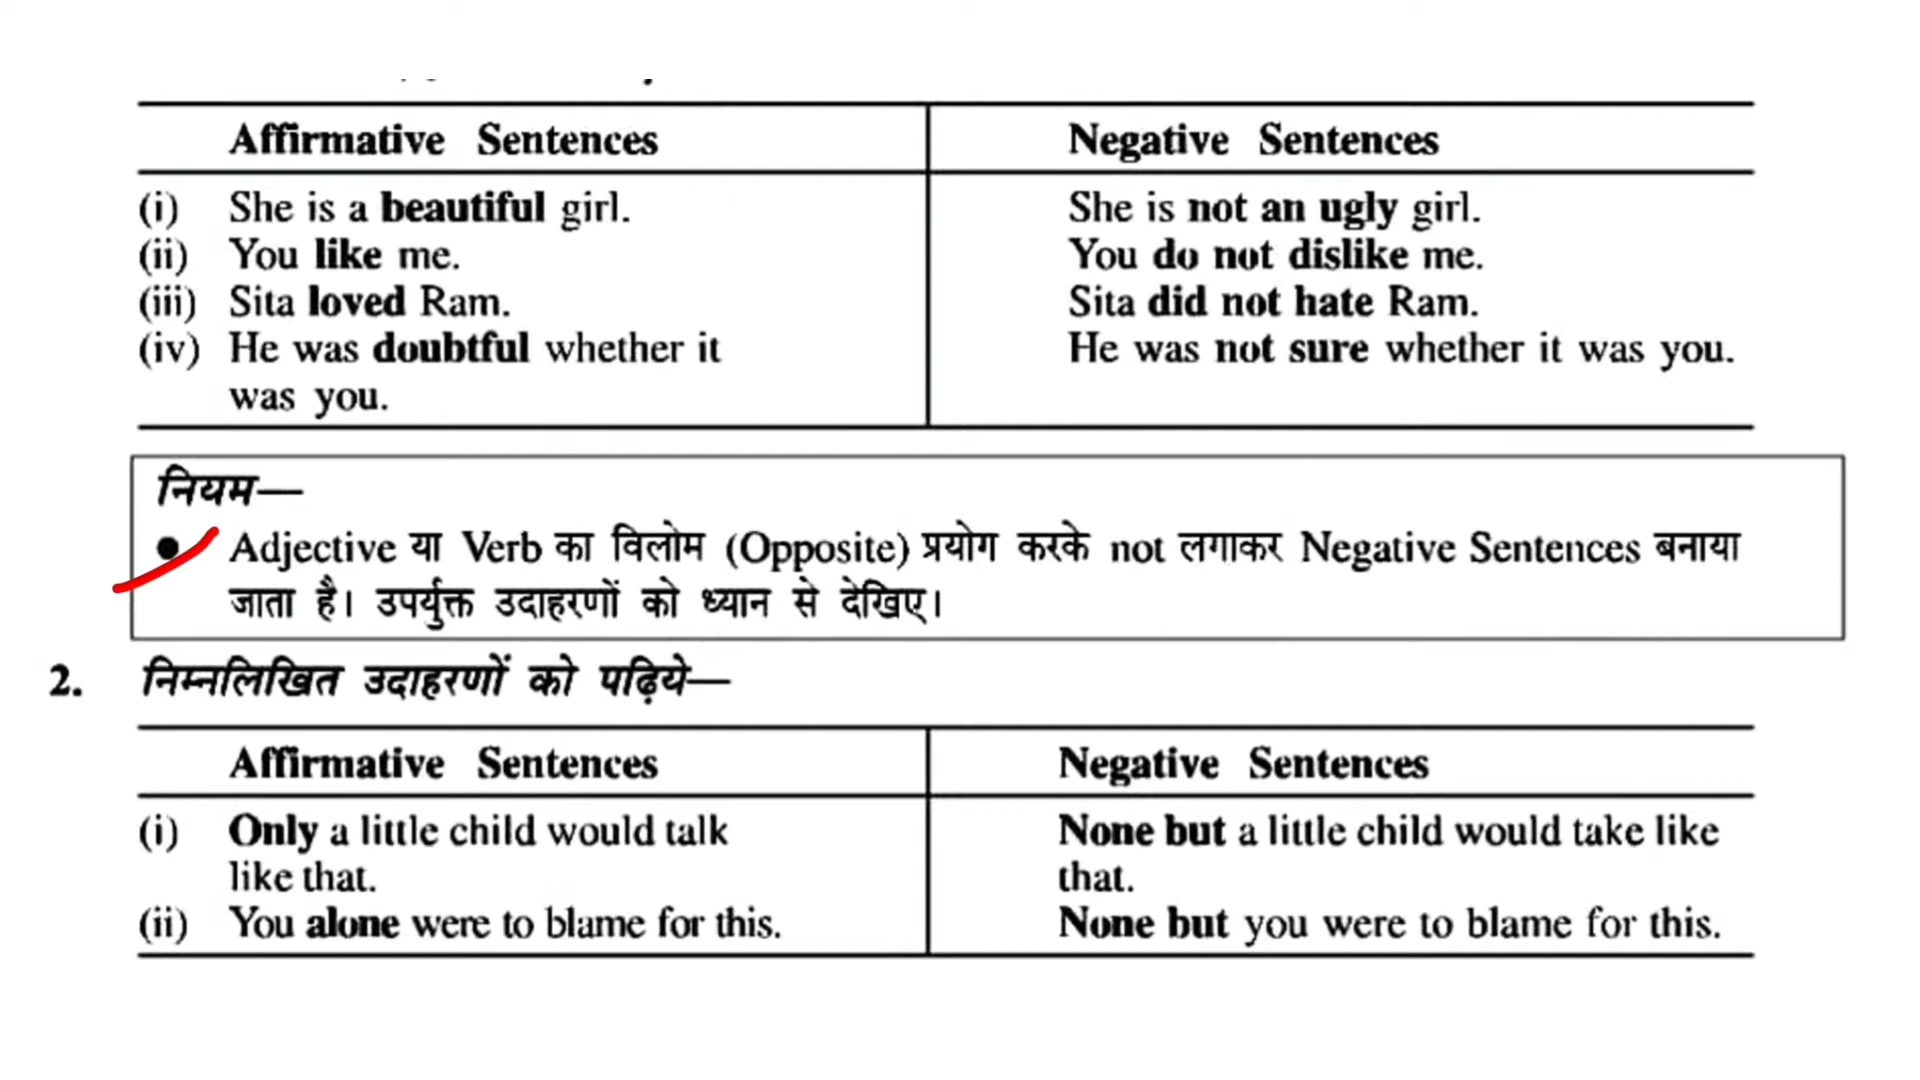 Affirmative Sentences Negative Sentences
(i) She is a beautiful girl. She is not an ugly girl.
(ii) You like me. You do not dislike me.
(iii) Sita loved Ram. Sita did not hate Ram.
(iv) He was doubtful whether it He was not sure whether it was you.
was you.
नियम—
● Adjective या Verb का विलोम (Opposite) प्रयोग करके not लगाकर Negative Sentences बनाया
जाता है। उपर्युक्त उदाहरणों को ध्यान से देखिए।
2. निम्नलिखित उदाहरणों को पढ़िये—
Affirmative Sentences Negative Sentences
(i) Only a little child would talk None but a little child would take like
like that. that.
(ii) You alone were to blame for this. None but you were to blame for this.